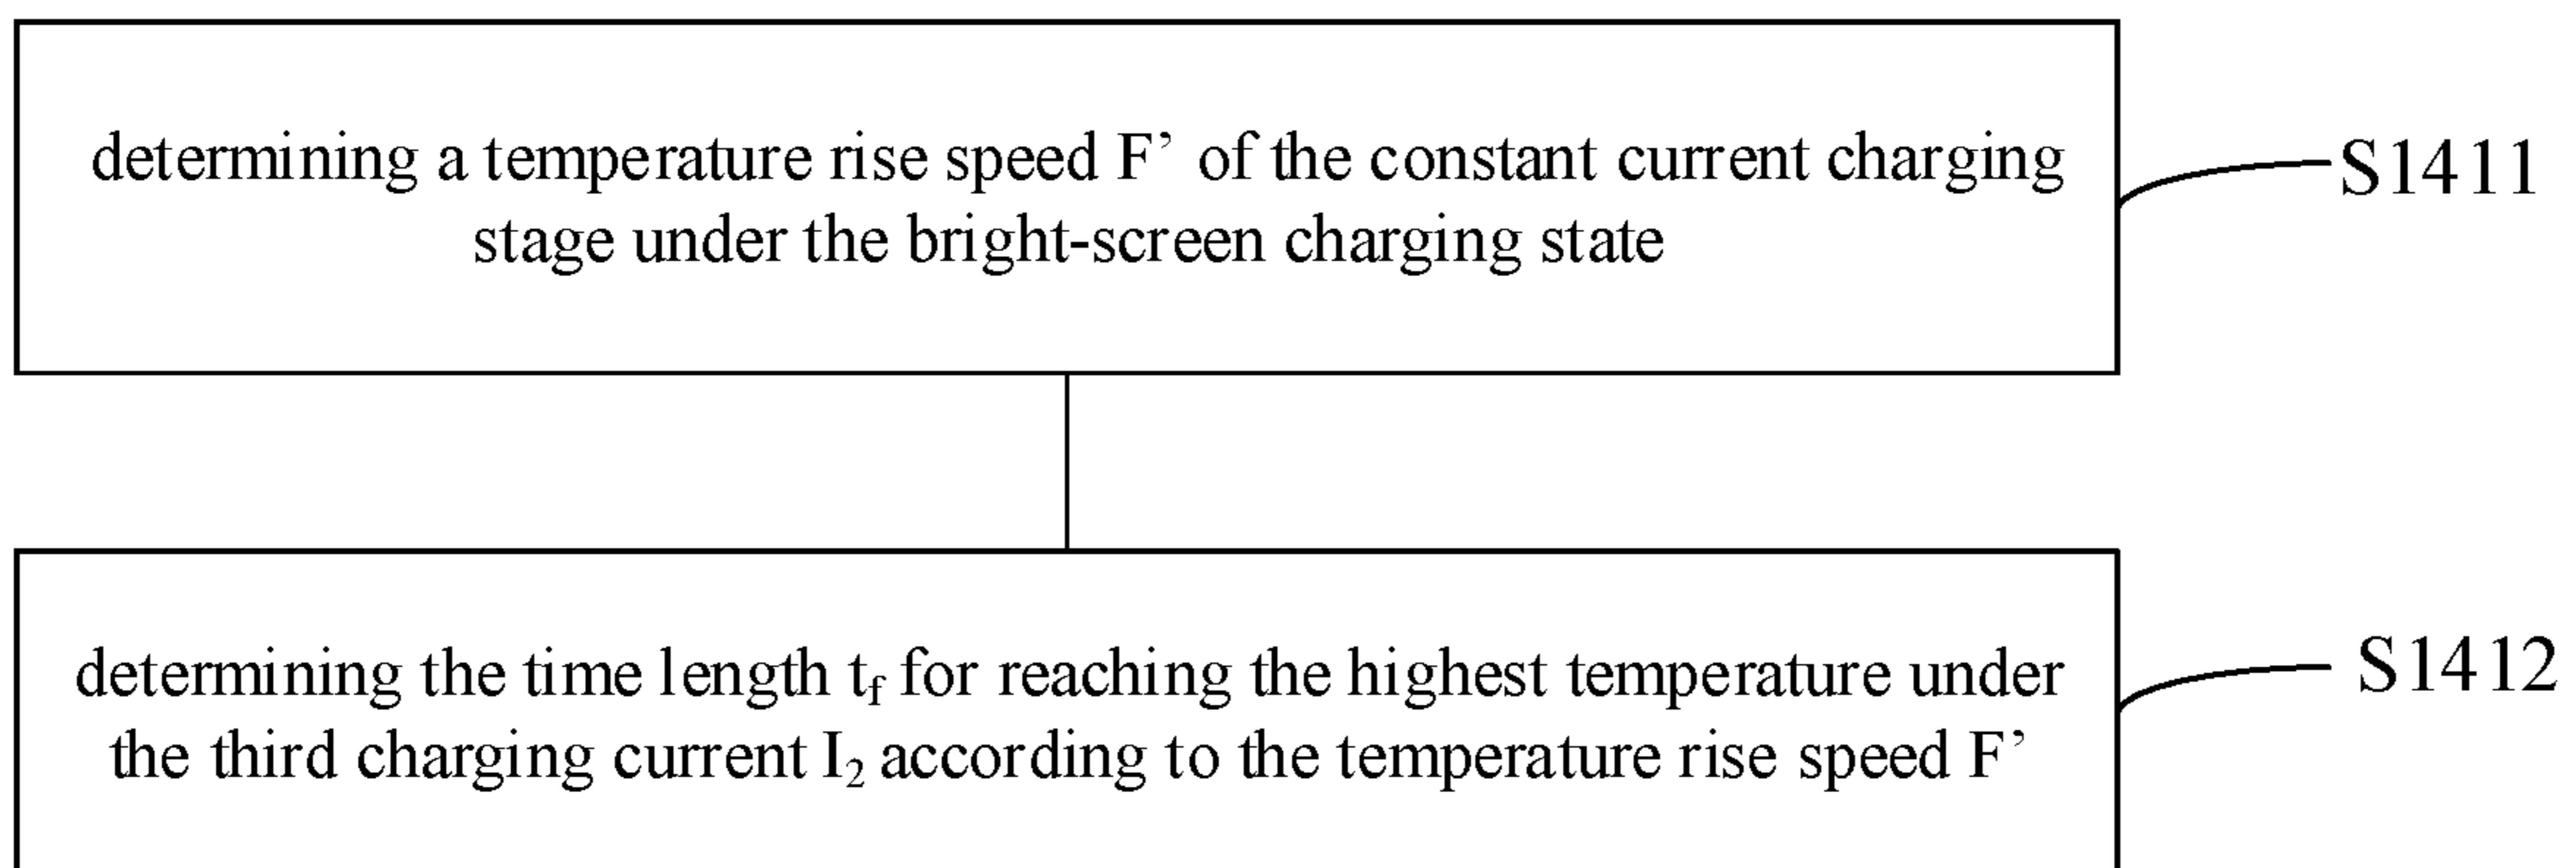 determining a temperature rise speed F’ of the constant current charging
stage under the bright-screen charging state
S1411
determining the time length t_f for reaching the highest temperature under
the third charging current I₂ according to the temperature rise speed F’
S1412